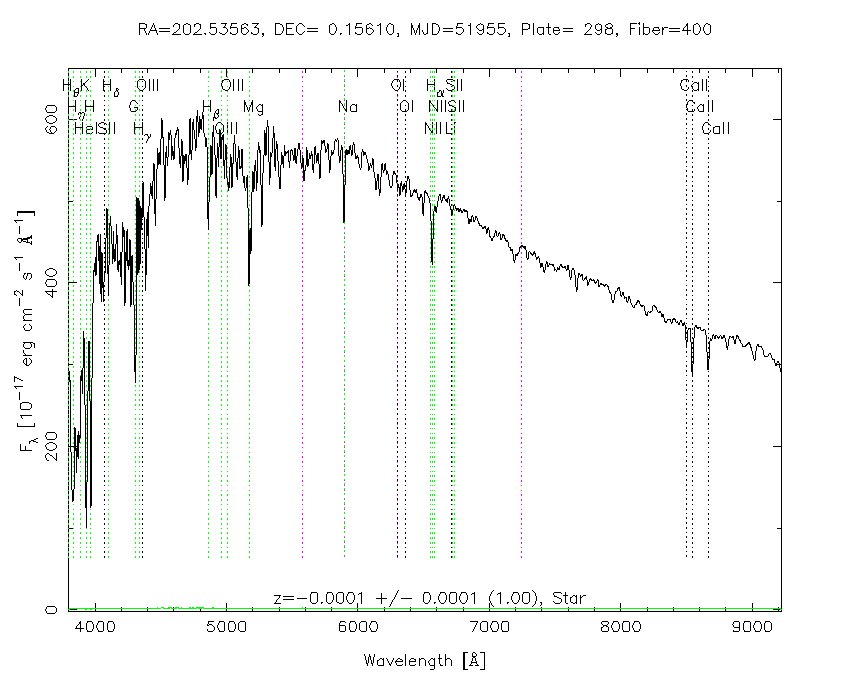 RA=202.53563, DEC= 0.15610, MJD=51955, Plate= 298, Fiber=400
Hθ K Hδ OIII OIII OI Hα SII CaII
Hη H G Hβ Mg Na OI NII SII CaII
HeI SII Hγ OIII NII Li CaII
600
400
200
0
Fλ [10⁻¹⁷ erg cm⁻² s⁻¹ Å⁻¹]
z=−0.0001 +/− 0.0001 (1.00), Star
4000 5000 6000 7000 8000 9000
Wavelength [Å]